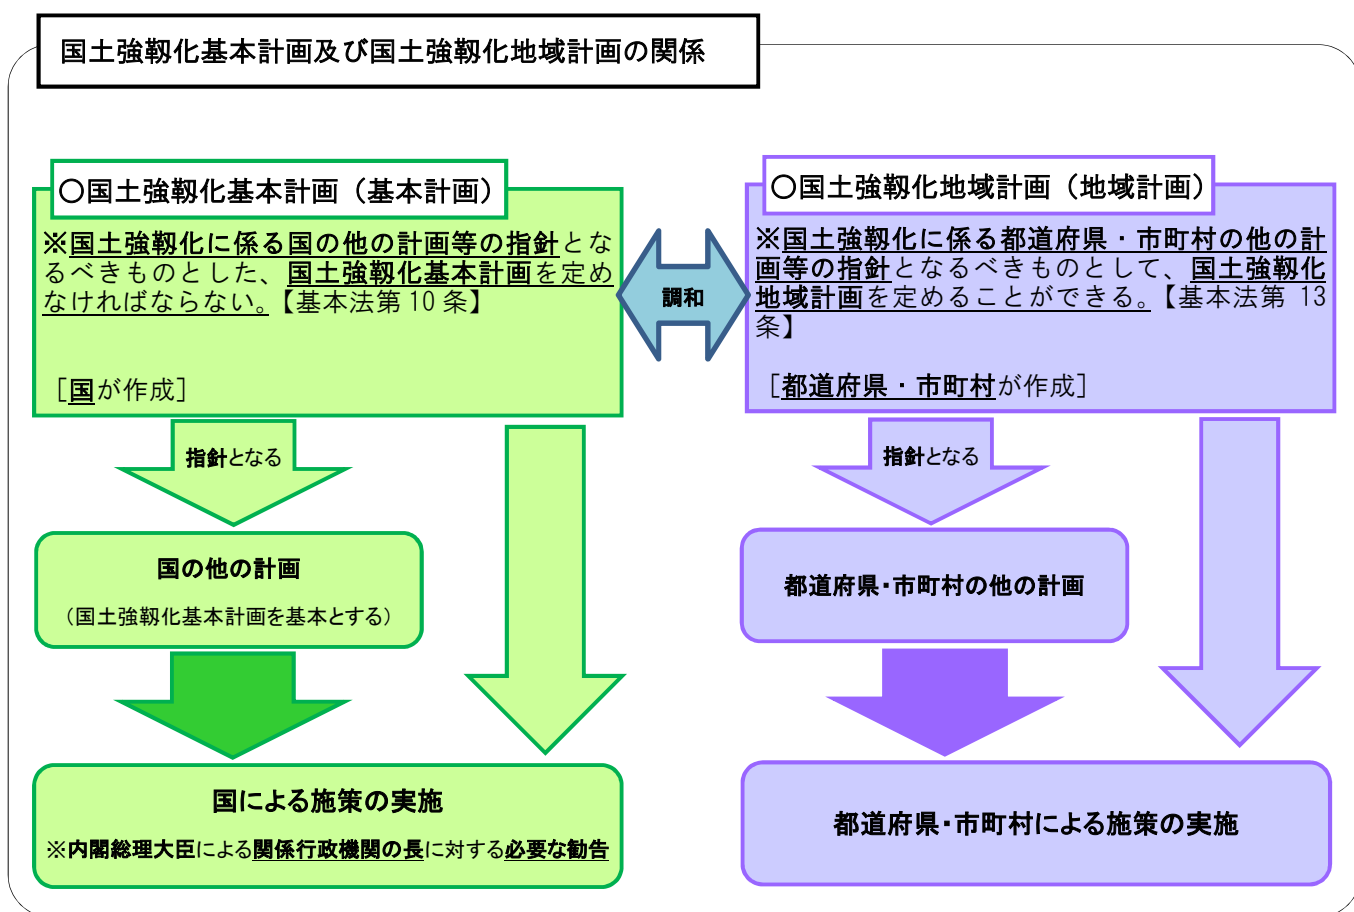 国土強靱化基本計画及び国土強靱化地域計画の関係
〇国土強靱化基本計画（基本計画）
※国土強靱化に係る国の他の計画等の指針とな
るべきものとした、国土強靱化基本計画を定め
なければならない。【基本法第 10 条】
［国が作成］
調和
〇国土強靱化地域計画（地域計画）
※国土強靱化に係る都道府県・市町村の他の計
画等の指針となるべきものとして、国土強靱化
地域計画を定めることができる。【基本法第 13
条】
［都道府県・市町村が作成］
指針となる
国の他の計画
（国土強靱化基本計画を基本とする）
国による施策の実施
※内閣総理大臣による関係行政機関の長に対する必要な勧告
指針となる
都道府県・市町村の他の計画
都道府県・市町村による施策の実施